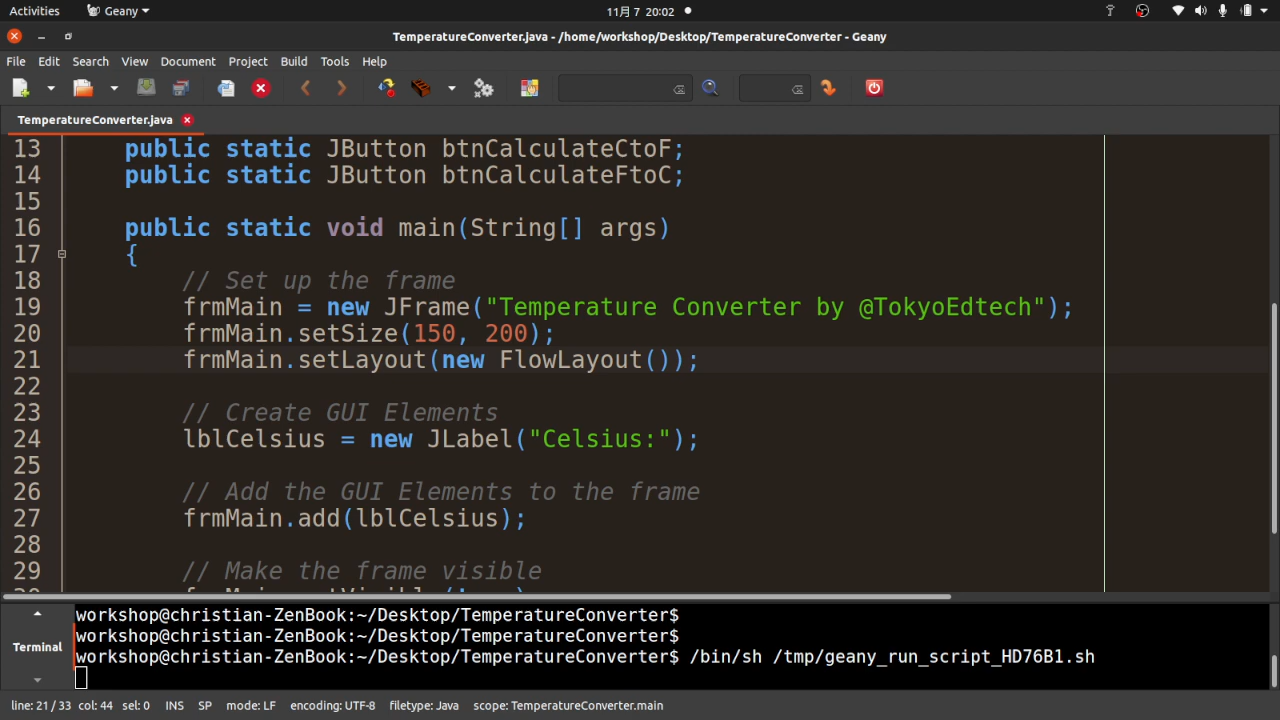 Activities
Geany
11月 7 20:02
TemperatureConverter.java - /home/workshop/Desktop/TemperatureConverter - Geany
File Edit Search View Document Project Build Tools Help
TemperatureConverter.java
13 public static JButton btnCalculateCtoF;
14 public static JButton btnCalculateFtoC;
15
16 public static void main(String[] args)
17 {
18 // Set up the frame
19 frmMain = new JFrame("Temperature Converter by @TokyoEdtech");
20 frmMain.setSize(150, 200);
21 frmMain.setLayout(new FlowLayout());
22
23 // Create GUI Elements
24 lblCelsius = new JLabel("Celsius:");
25
26 // Add the GUI Elements to the frame
27 frmMain.add(lblCelsius);
28
29 // Make the frame visible
Terminal
workshop@christian-ZenBook:~/Desktop/TemperatureConverter$
workshop@christian-ZenBook:~/Desktop/TemperatureConverter$
workshop@christian-ZenBook:~/Desktop/TemperatureConverter$ /bin/sh /tmp/geany_run_script_HD76B1.sh
line: 21 / 33 col: 44 sel: 0 INS SP mode: LF encoding: UTF-8 filetype: Java scope: TemperatureConverter.main